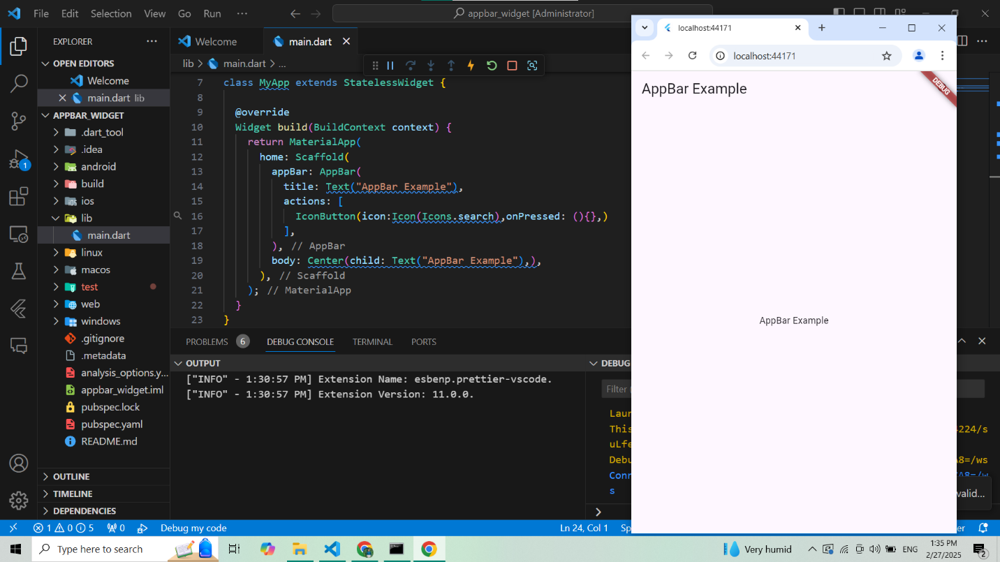 File Edit Selection View Go Run ···
appbar_widget [Administrator]
EXPLORER
OPEN EDITORS
Welcome
main.dart lib
APPBAR_WIDGET
.dart_tool
.idea
android
build
ios
lib
main.dart
linux
macos
test
web
windows
.gitignore
.metadata
analysis_options.y...
appbar_widget.iml
pubspec.lock
pubspec.yaml
README.md
OUTLINE
TIMELINE
DEPENDENCIES
1
Welcome
main.dart
lib > main.dart > ...
7 class MyApp extends StatelessWidget {
8
9 @override
10 Widget build(BuildContext context) {
11 return MaterialApp(
12 home: Scaffold(
13 appBar: AppBar(
14 title: Text("AppBar Example"),
15 actions: [
16 IconButton(icon:Icon(Icons.search),onPressed: (){},)
17 ],
18 ), // AppBar
19 body: Center(child: Text("AppBar Example"),),
20 ), // Scaffold
21 ); // MaterialApp
22 }
23 }
PROBLEMS 6 DEBUG CONSOLE TERMINAL PORTS
OUTPUT
["INFO" - 1:30:57 PM] Extension Name: esbenp.prettier-vscode.
["INFO" - 1:30:57 PM] Extension Version: 11.0.0.
DEBUG
Filter
Laun
This
224/s
uLfe
Debu
A8=/ws
Conn
A8=/w
s
valid...
localhost:44171
localhost:44171
AppBar Example
DEBUG
AppBar Example
1 0 5 0 Debug my code
Ln 24, Col 1 Sp
er
Type here to search
Very humid
ENG
1:35 PM
2/27/2025
2